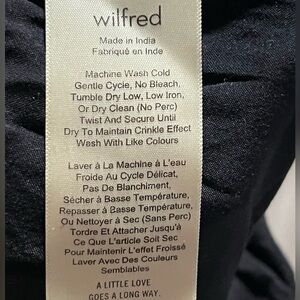 wilfred
Made in India
Fabriqué en Inde
Machine Wash Cold
Gentle Cycle, No Bleach,
Tumble Dry Low, Low Iron,
Or Dry Clean (No Perc)
Twist And Secure Until
Dry To Maintain Crinkle Effect
Wash With Like Colours
Laver À La Machine À L'eau
Froide Au Cycle Délicat,
Pas De Blanchiment,
Sécher à Basse Température,
Repasser à Basse Température,
Ou Nettoyer à Sec (Sans Perc)
Tordre Et Attacher Jusqu'à
Ce Que L'article Soit Sec
Pour Maintenir L'effet Froissé
Laver Avec Des Couleurs
Semblables
A LITTLE LOVE
GOES A LONG WAY.